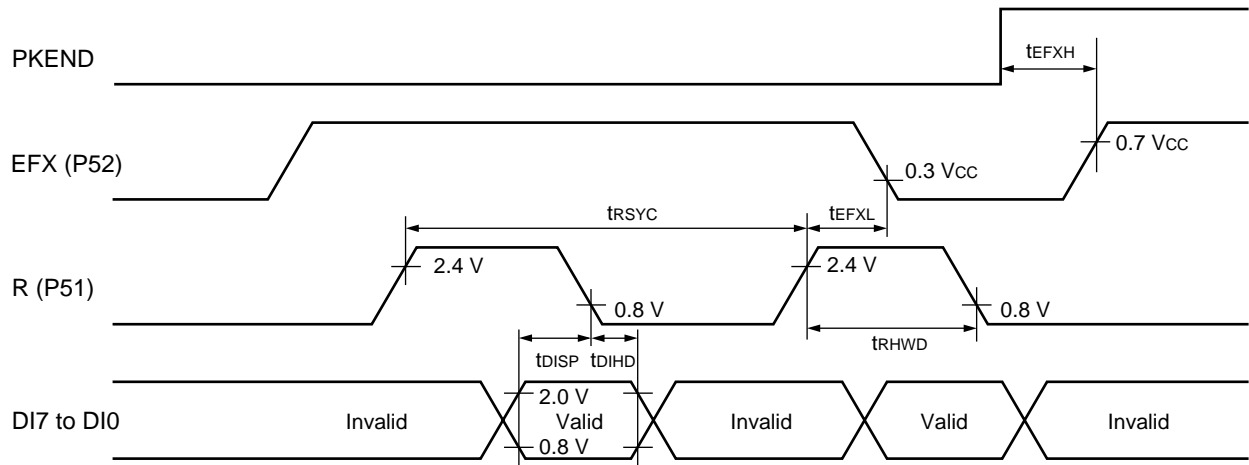 PKEND
tEFXH
EFX (P52)
0.7 VCC
0.3 VCC
tRSYC
tEFXL
R (P51)
2.4 V
2.4 V
0.8 V
0.8 V
tDISP
tDIHD
tRHWD
DI7 to DI0
2.0 V
Invalid
Valid
Invalid
Valid
Invalid
0.8 V